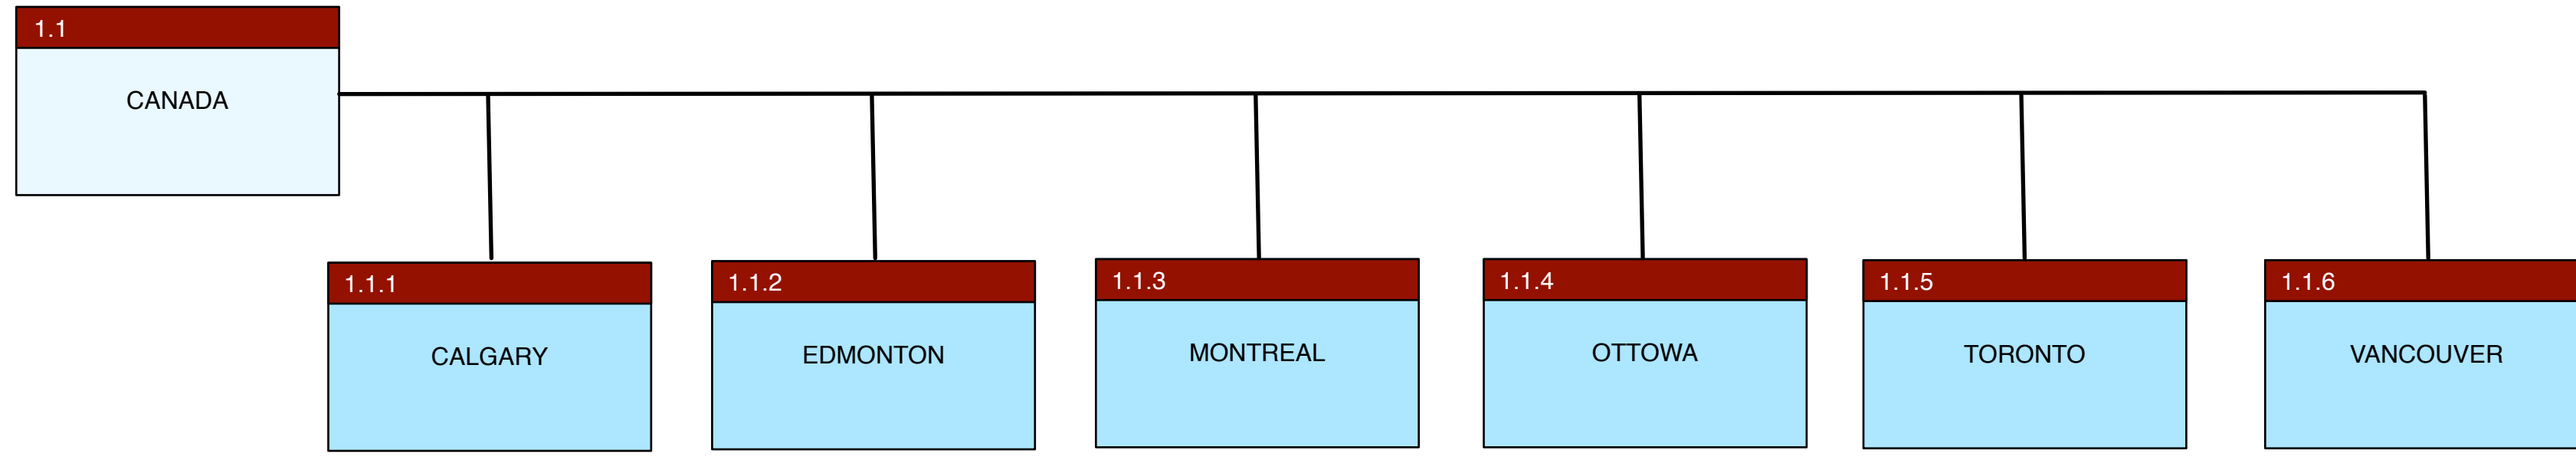 1.1
CANADA
1.1.1
CALGARY
1.1.2
EDMONTON
1.1.3
MONTREAL
1.1.4
OTTOWA
1.1.5
TORONTO
1.1.6
VANCOUVER